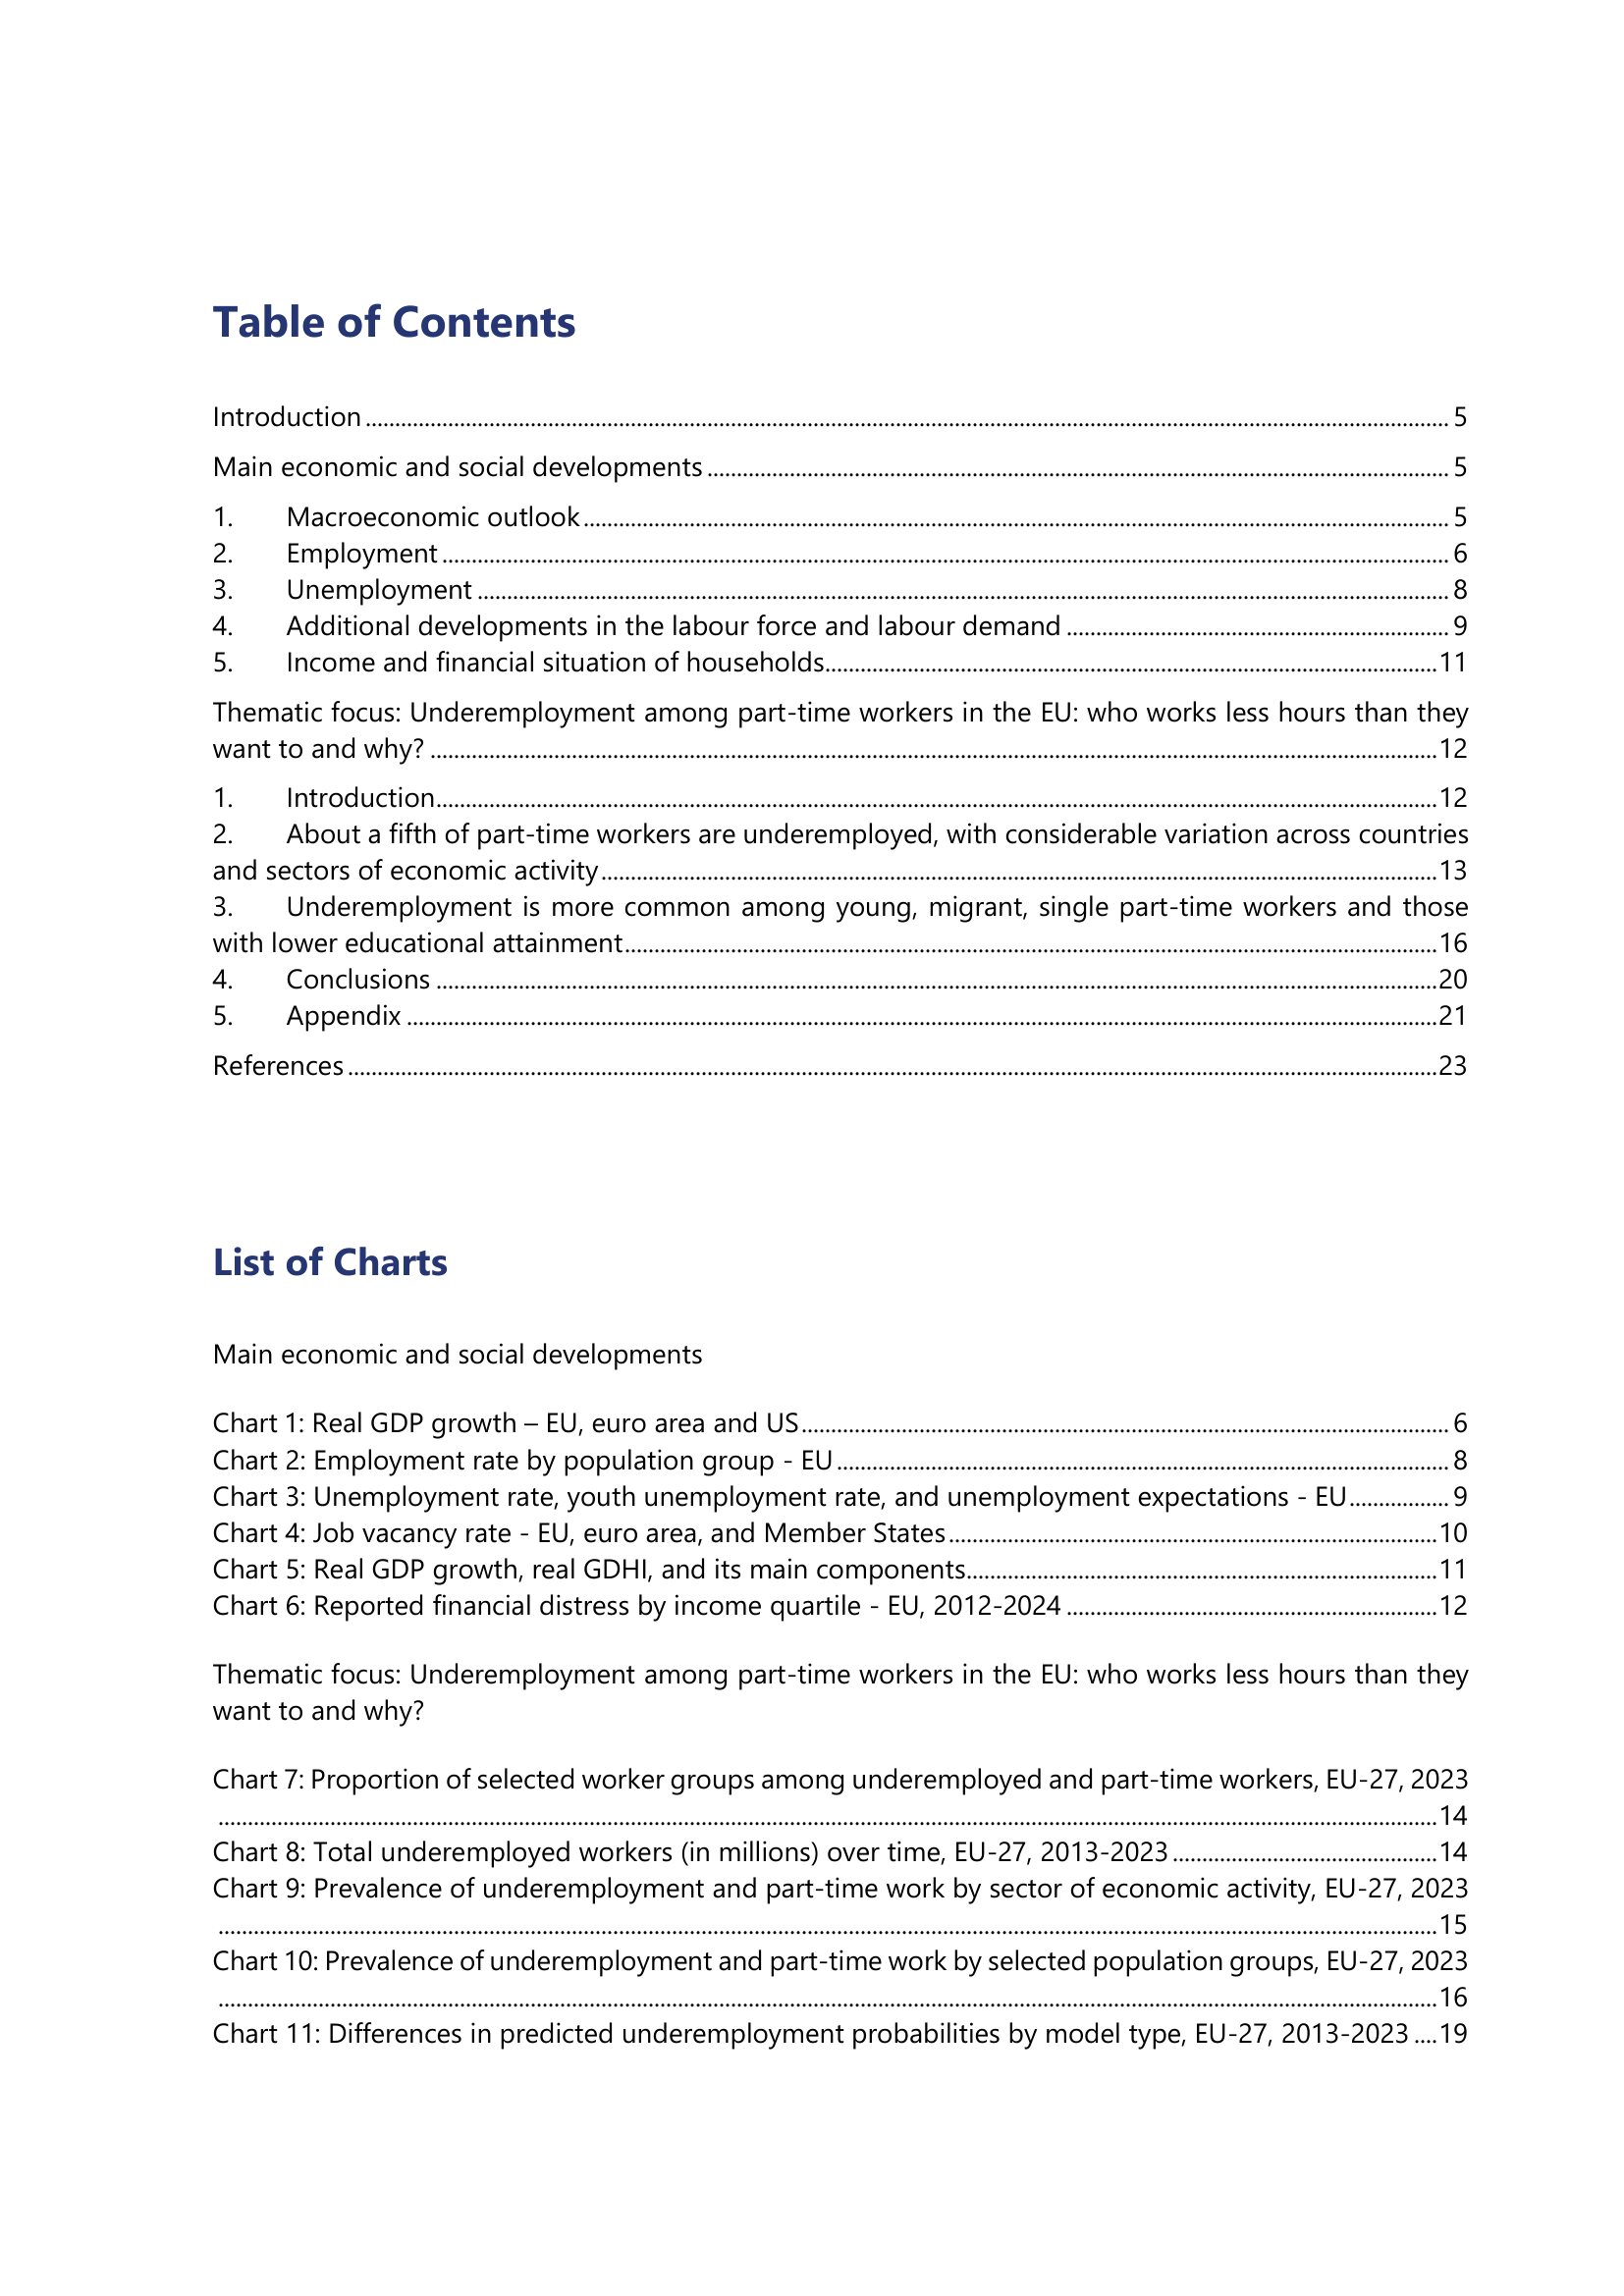 Table of Contents
Introduction ........ 5
Main economic and social developments ........ 5
1. Macroeconomic outlook ........ 5
2. Employment ........ 6
3. Unemployment ........ 8
4. Additional developments in the labour force and labour demand ........ 9
5. Income and financial situation of households ........ 11
Thematic focus: Underemployment among part-time workers in the EU: who works less hours than they
want to and why? ........ 12
1. Introduction ........ 12
2. About a fifth of part-time workers are underemployed, with considerable variation across countries
and sectors of economic activity ........ 13
3. Underemployment is more common among young, migrant, single part-time workers and those
with lower educational attainment ........ 16
4. Conclusions ........ 20
5. Appendix ........ 21
References ........ 23
List of Charts
Main economic and social developments
Chart 1: Real GDP growth – EU, euro area and US ........ 6
Chart 2: Employment rate by population group - EU ........ 8
Chart 3: Unemployment rate, youth unemployment rate, and unemployment expectations - EU ........ 9
Chart 4: Job vacancy rate - EU, euro area, and Member States ........ 10
Chart 5: Real GDP growth, real GDHI, and its main components ........ 11
Chart 6: Reported financial distress by income quartile - EU, 2012-2024 ........ 12
Thematic focus: Underemployment among part-time workers in the EU: who works less hours than they
want to and why?
Chart 7: Proportion of selected worker groups among underemployed and part-time workers, EU-27, 2023
........ 14
Chart 8: Total underemployed workers (in millions) over time, EU-27, 2013-2023 ........ 14
Chart 9: Prevalence of underemployment and part-time work by sector of economic activity, EU-27, 2023
........ 15
Chart 10: Prevalence of underemployment and part-time work by selected population groups, EU-27, 2023
........ 16
Chart 11: Differences in predicted underemployment probabilities by model type, EU-27, 2013-2023 .... 19